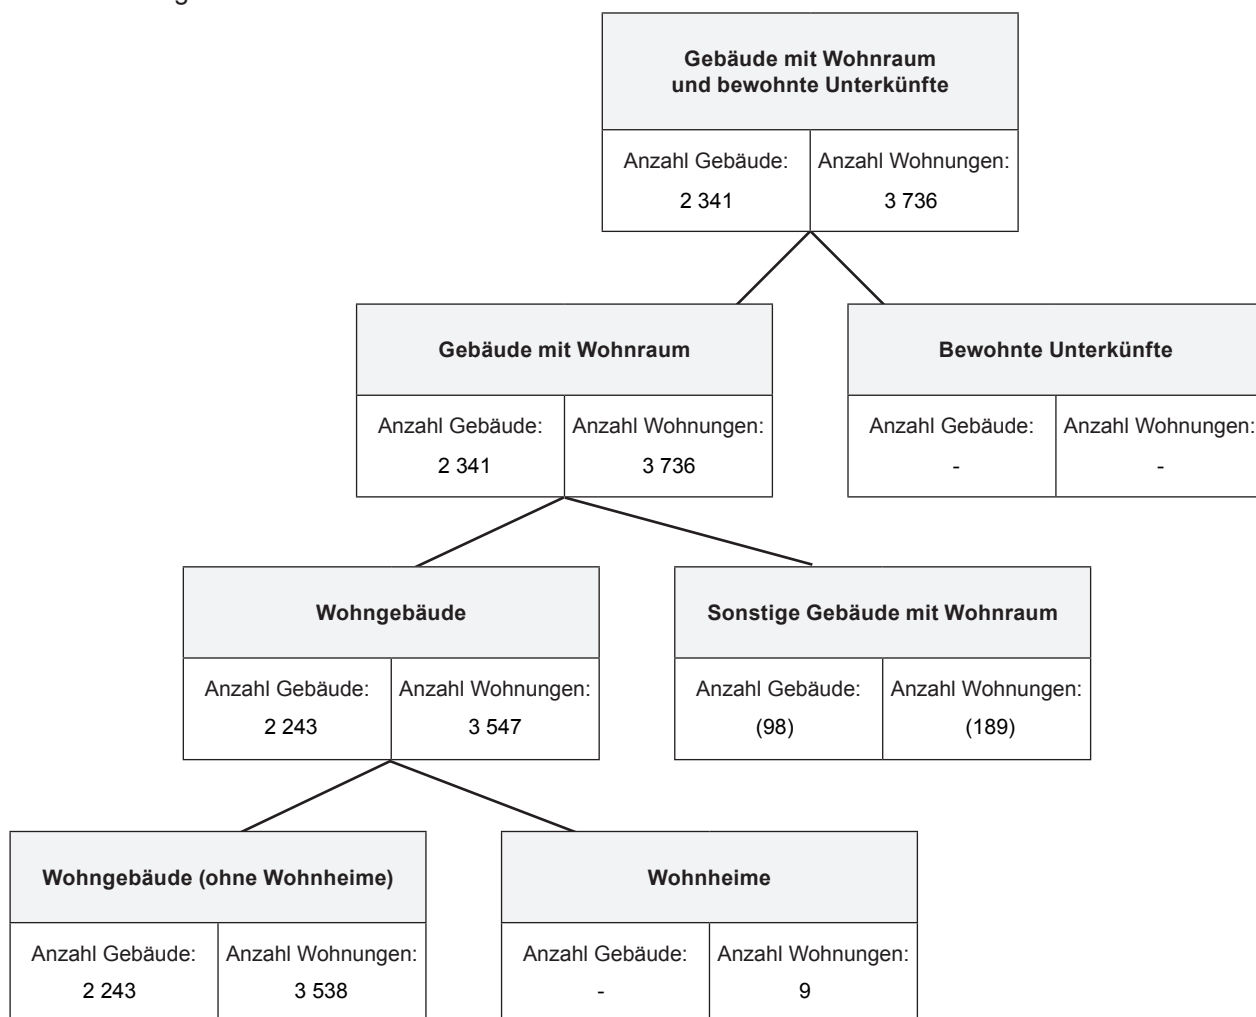 Gebäude mit Wohnraum
und bewohnte Unterkünfte
Anzahl Gebäude:
2 341
Anzahl Wohnungen:
3 736
Gebäude mit Wohnraum
Anzahl Gebäude:
2 341
Anzahl Wohnungen:
3 736
Bewohnte Unterkünfte
Anzahl Gebäude:
-
Anzahl Wohnungen:
-
Wohngebäude
Anzahl Gebäude:
2 243
Anzahl Wohnungen:
3 547
Sonstige Gebäude mit Wohnraum
Anzahl Gebäude:
(98)
Anzahl Wohnungen:
(189)
Wohngebäude (ohne Wohnheime)
Anzahl Gebäude:
2 243
Anzahl Wohnungen:
3 538
Wohnheime
Anzahl Gebäude:
-
Anzahl Wohnungen:
9